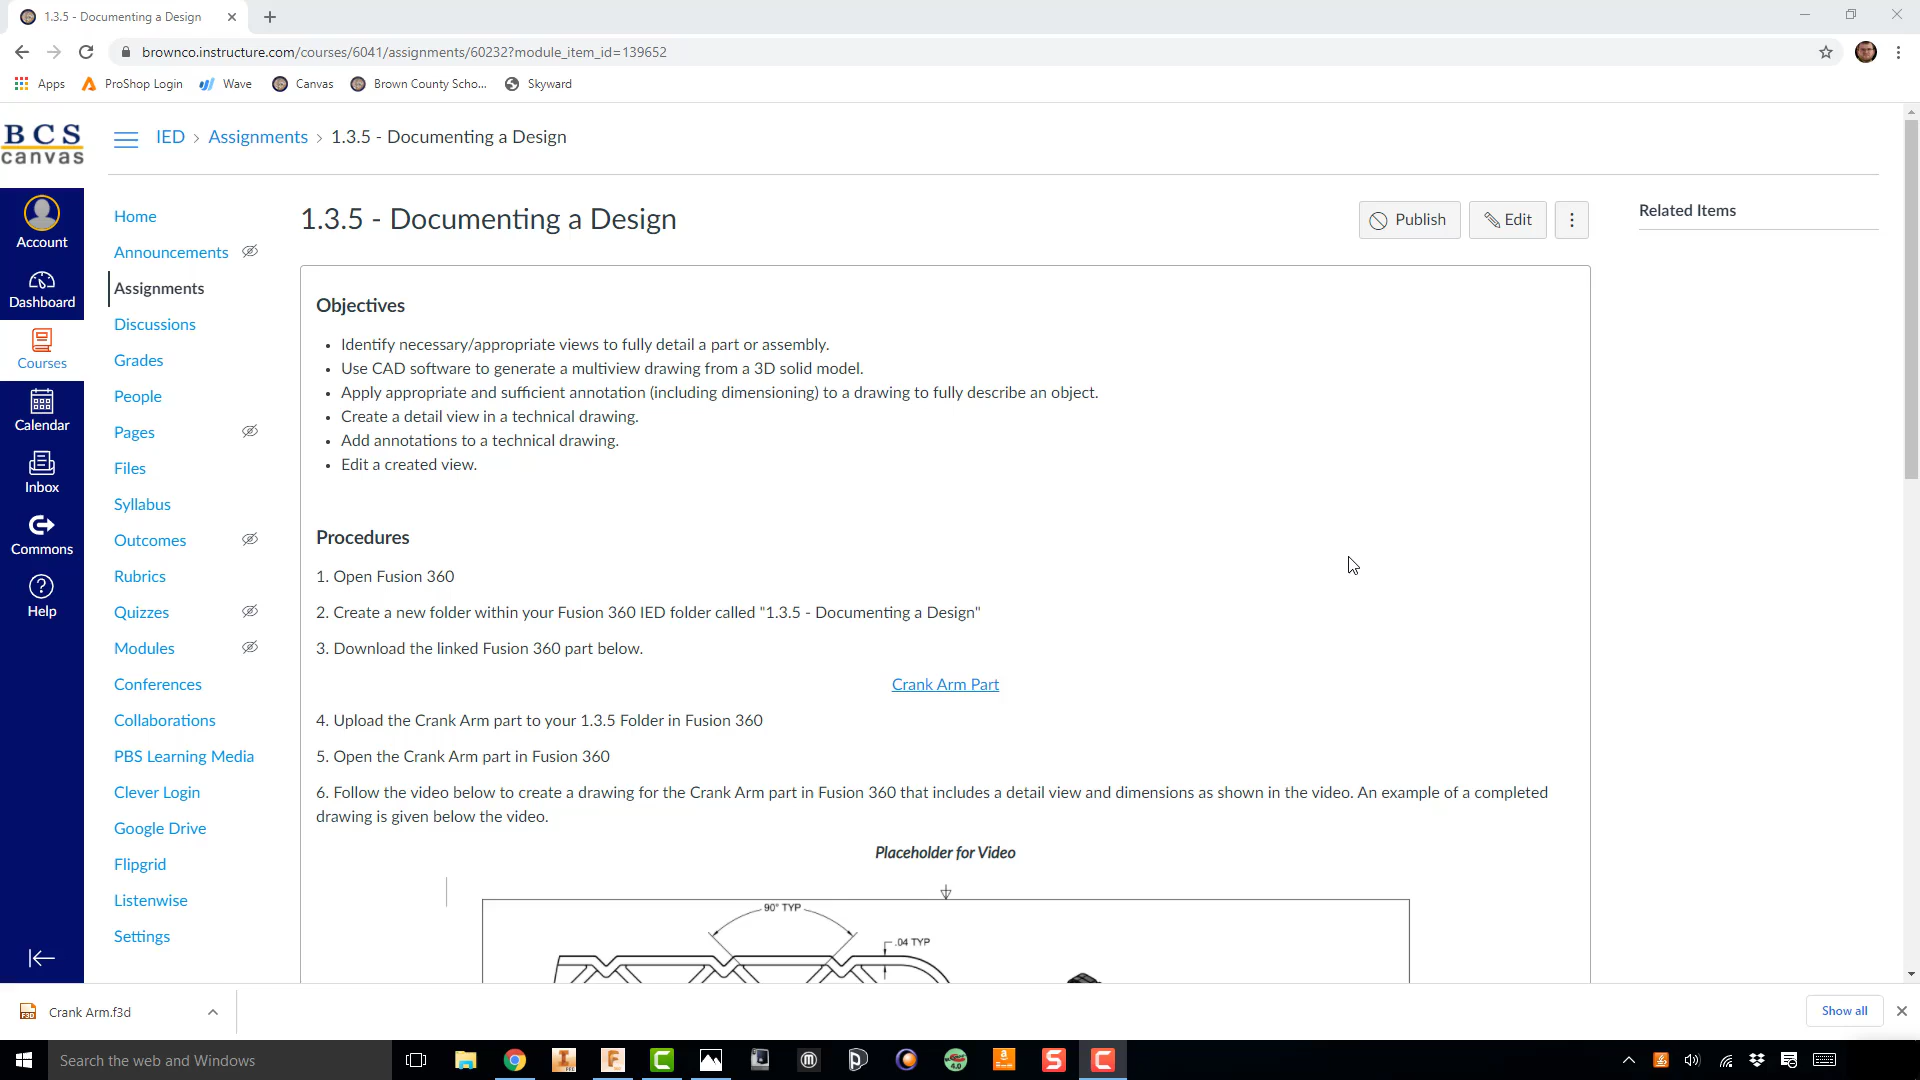 1.3.5 - Documenting a Design
brownco.instructure.com/courses/6041/assignments/60232?module_item_id=139652
Apps
ProShop Login
Wave
Canvas
Brown County Scho...
Skyward
BCS
canvas
IED > Assignments > 1.3.5 - Documenting a Design
Account
Dashboard
Courses
Calendar
Inbox
Commons
Help
Home
Announcements
Assignments
Discussions
Grades
People
Pages
Files
Syllabus
Outcomes
Rubrics
Quizzes
Modules
Conferences
Collaborations
PBS Learning Media
Clever Login
Google Drive
Flipgrid
Listenwise
Settings
1.3.5 - Documenting a Design
Publish
Edit
Related Items
Objectives
• Identify necessary/appropriate views to fully detail a part or assembly.
• Use CAD software to generate a multiview drawing from a 3D solid model.
• Apply appropriate and sufficient annotation (including dimensioning) to a drawing to fully describe an object.
• Create a detail view in a technical drawing.
• Add annotations to a technical drawing.
• Edit a created view.
Procedures
1. Open Fusion 360
2. Create a new folder within your Fusion 360 IED folder called "1.3.5 - Documenting a Design"
3. Download the linked Fusion 360 part below.
Crank Arm Part
4. Upload the Crank Arm part to your 1.3.5 Folder in Fusion 360
5. Open the Crank Arm part in Fusion 360
6. Follow the video below to create a drawing for the Crank Arm part in Fusion 360 that includes a detail view and dimensions as shown in the video. An example of a completed
drawing is given below the video.
Placeholder for Video
90° TYP
.04 TYP
Crank Arm.f3d
Show all
Search the web and Windows